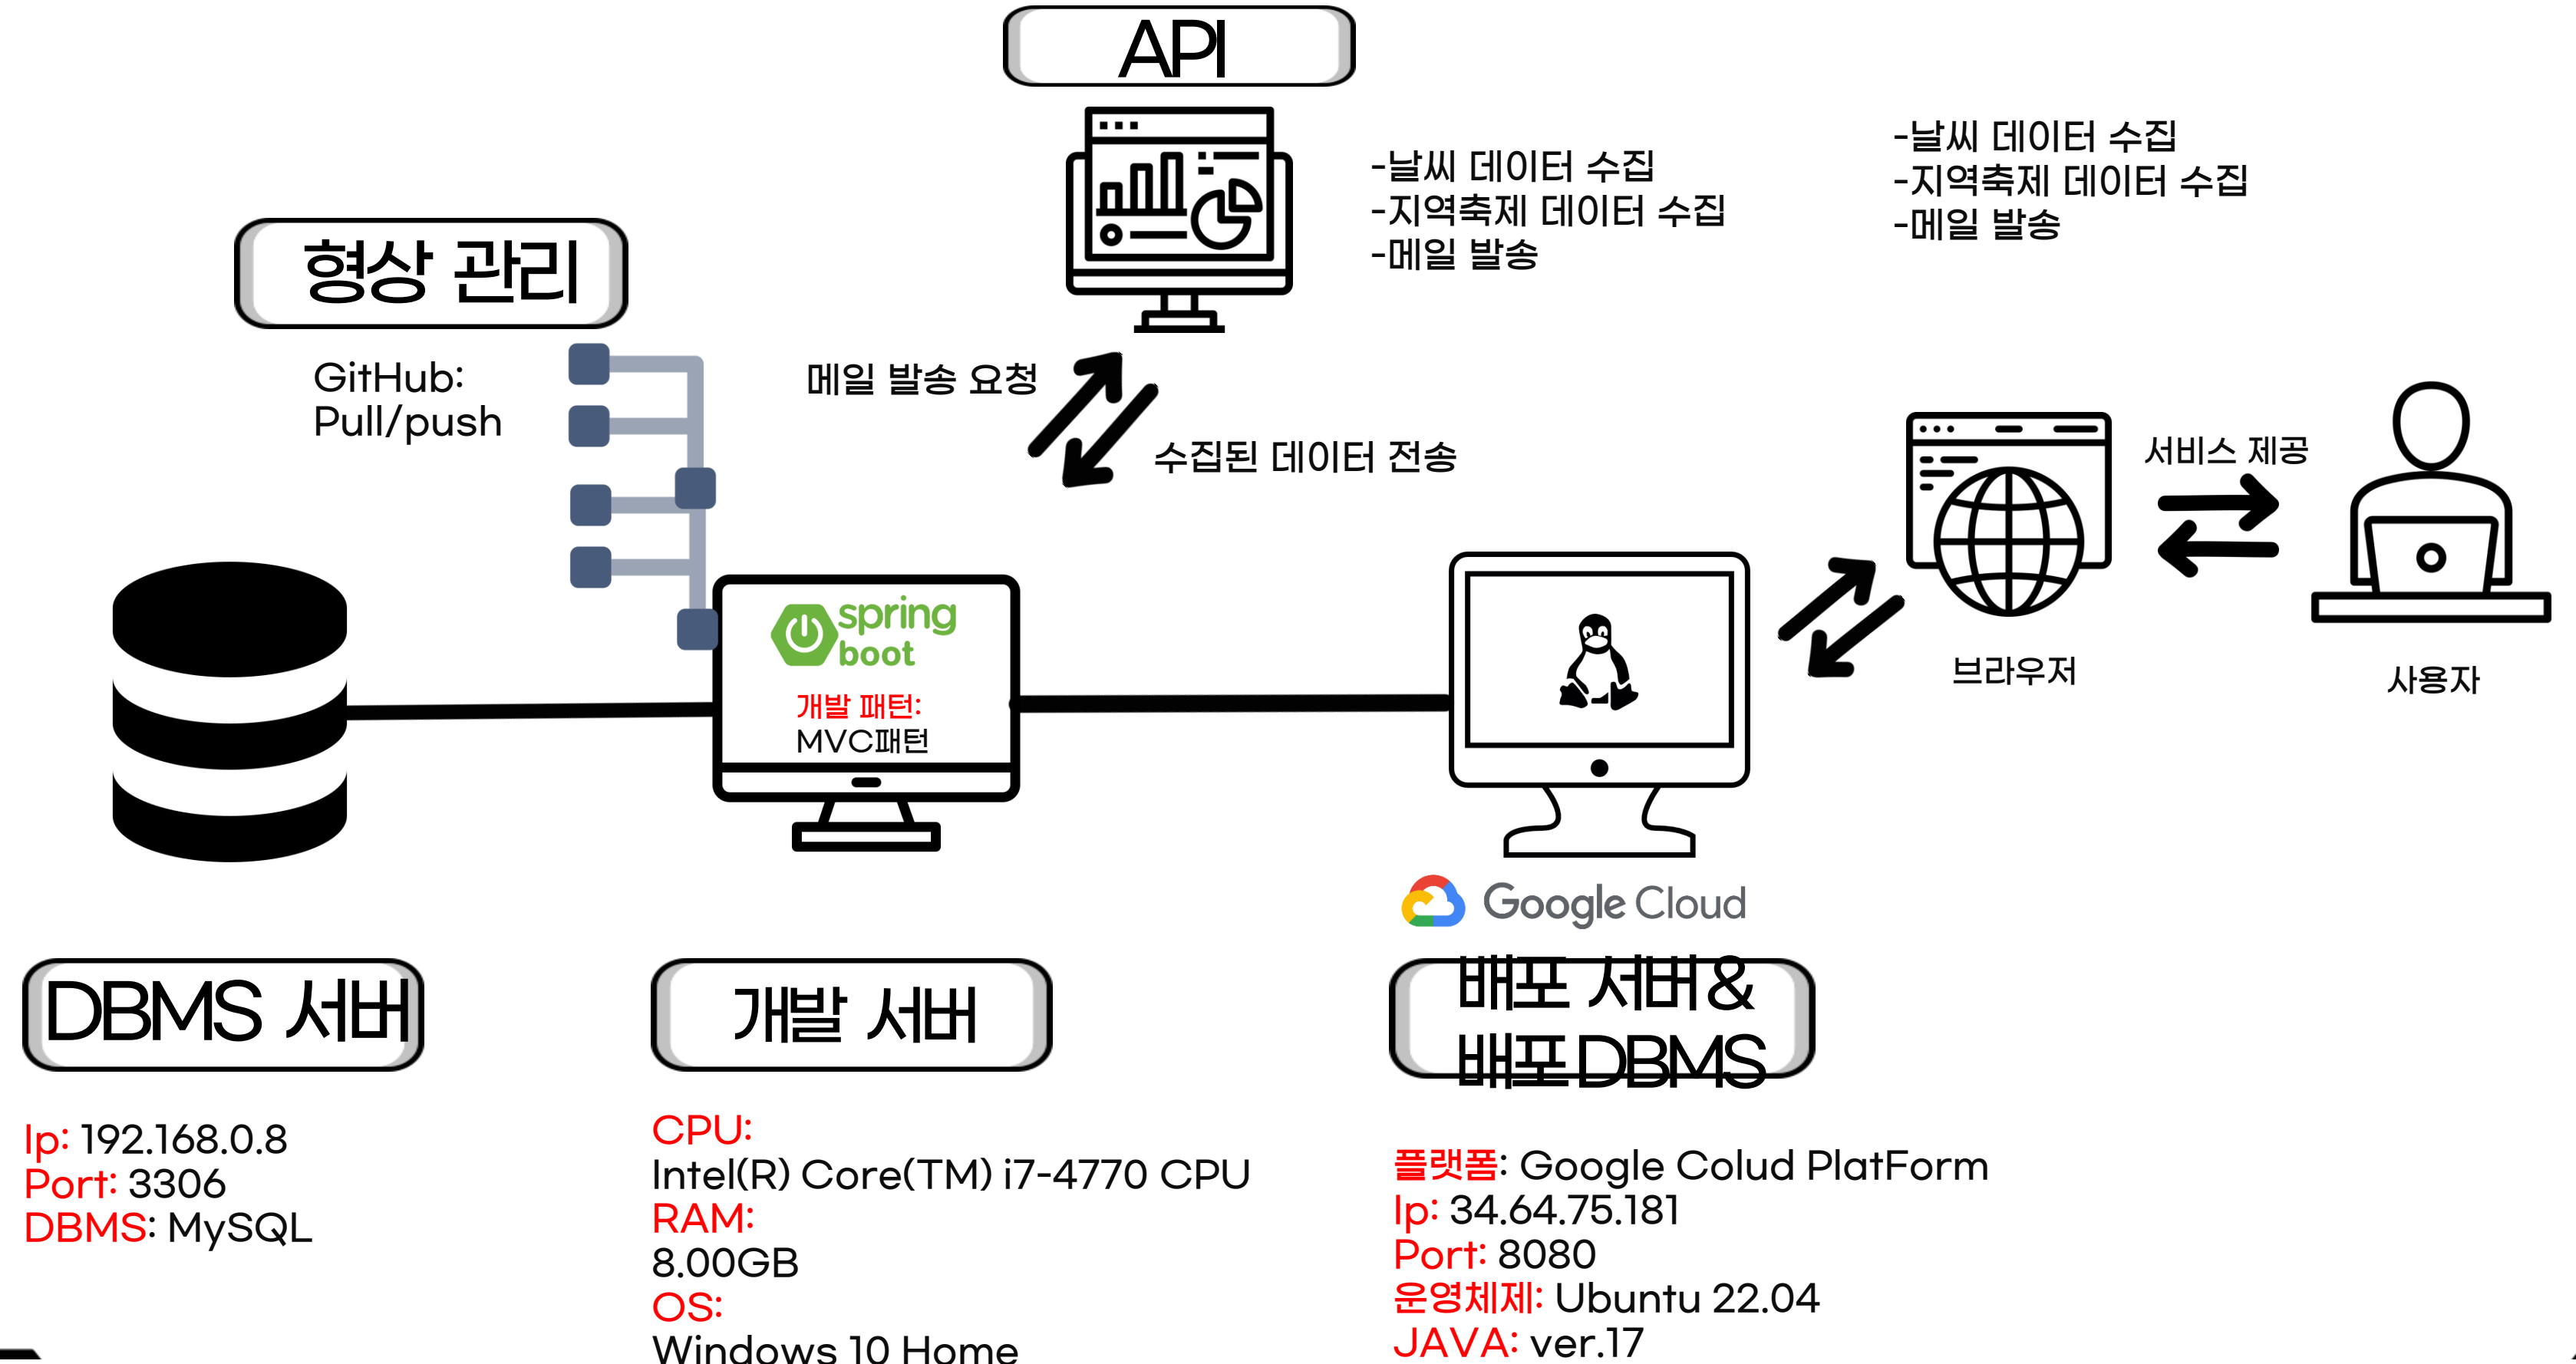 API
-날씨 데이터 수집
-지역축제 데이터 수집
-메일 발송
-날씨 데이터 수집
-지역축제 데이터 수집
-메일 발송
형상 관리
GitHub:
Pull/push
메일 발송 요청
수집된 데이터 전송
서비스 제공
브라우저
사용자
spring
boot
개발 패턴:
MVC패턴
Google Cloud
DBMS 서버
Ip: 192.168.0.8
Port: 3306
DBMS: MySQL
개발 서버
CPU:
Intel(R) Core(TM) i7-4770 CPU
RAM:
8.00GB
OS:
Windows 10 Home
배포 서버&
배포DBMS
플랫폼: Google Colud PlatForm
Ip: 34.64.75.181
Port: 8080
운영체제: Ubuntu 22.04
JAVA: ver.17